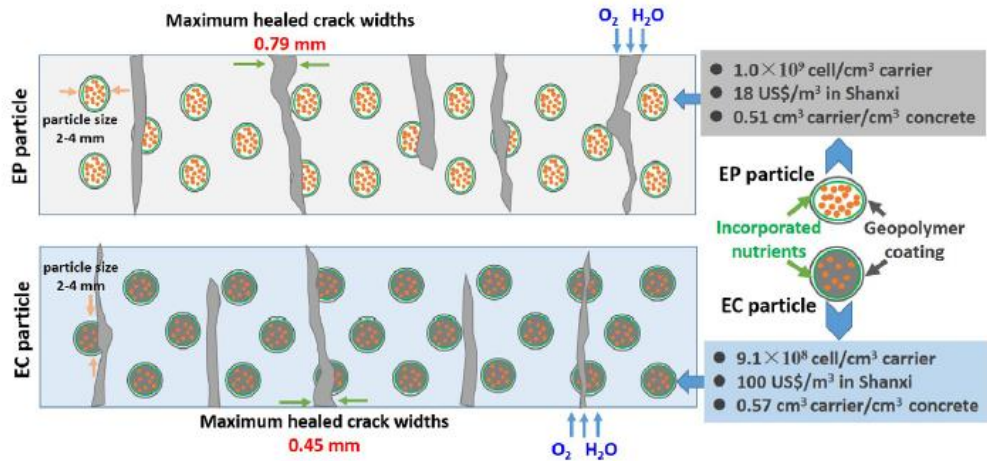 Maximum healed crack widths
0.79 mm
O₂ H₂O
particle size
2-4 mm
EP particle
● 1.0×10⁹ cell/cm³ carrier
● 18 US$/m³ in Shanxi
● 0.51 cm³ carrier/cm³ concrete
EP particle
Incorporated
nutrients
Geopolymer
coating
EC particle
particle size
2-4 mm
EC particle
● 9.1×10⁸ cell/cm³ carrier
● 100 US$/m³ in Shanxi
● 0.57 cm³ carrier/cm³ concrete
Maximum healed crack widths
0.45 mm
O₂ H₂O